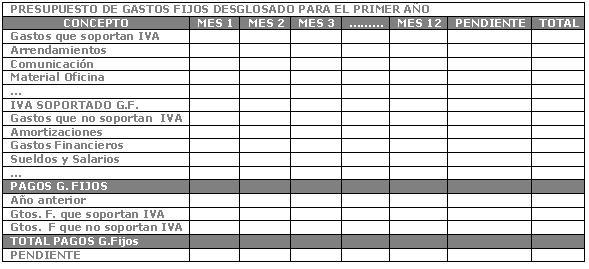 PRESUPUESTO DE GASTOS FIJOS DESGLOSADO PARA EL PRIMER AÑO
CONCEPTO MES 1 MES 2 MES 3 ......... MES 12 PENDIENTE TOTAL
Gastos que soportan IVA
Arrendamientos
Comunicación
Material Oficina
...
IVA SOPORTADO G.F.
Gastos que no soportan IVA
Amortizaciones
Gastos Financieros
Sueldos y Salarios
...
PAGOS G. FIJOS
Año anterior
Gtos. F. que soportan IVA
Gtos. F que no soportan IVA
TOTAL PAGOS G.Fijos
PENDIENTE